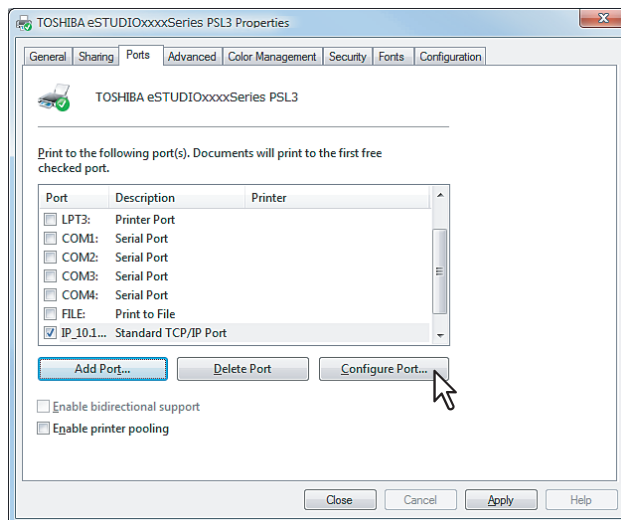 TOSHIBA eSTUDIOxxxxSeries PSL3 Properties
General Sharing Ports Advanced Color Management Security Fonts Configuration
TOSHIBA eSTUDIOxxxxSeries PSL3
Print to the following port(s). Documents will print to the first free
checked port.
Port Description Printer
LPT3: Printer Port
COM1: Serial Port
COM2: Serial Port
COM3: Serial Port
COM4: Serial Port
FILE: Print to File
IP_10.1... Standard TCP/IP Port
Add Port... Delete Port Configure Port...
Enable bidirectional support
Enable printer pooling
Close Cancel Apply Help